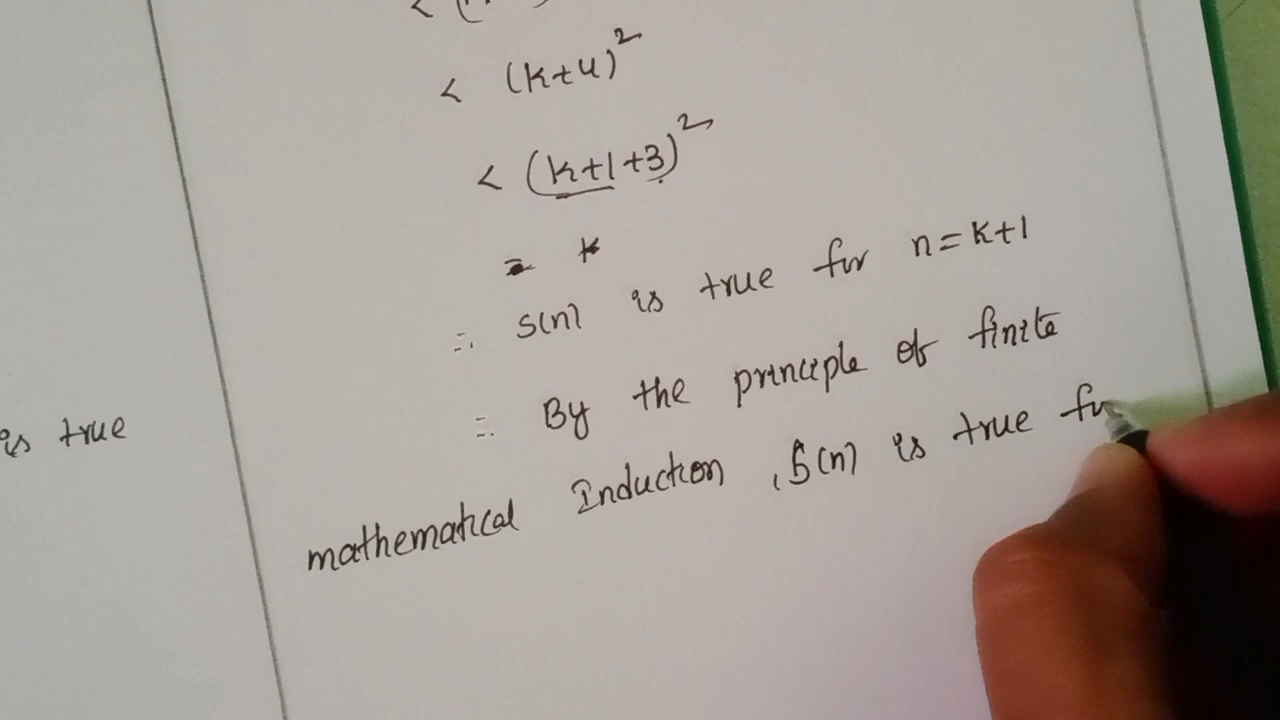 < (k+4)²
< (k+1+3)²
= k
∴ S(n) is true for n=k+1
∴ By the principle of finite
is true
mathematical Induction, S(n) is true for